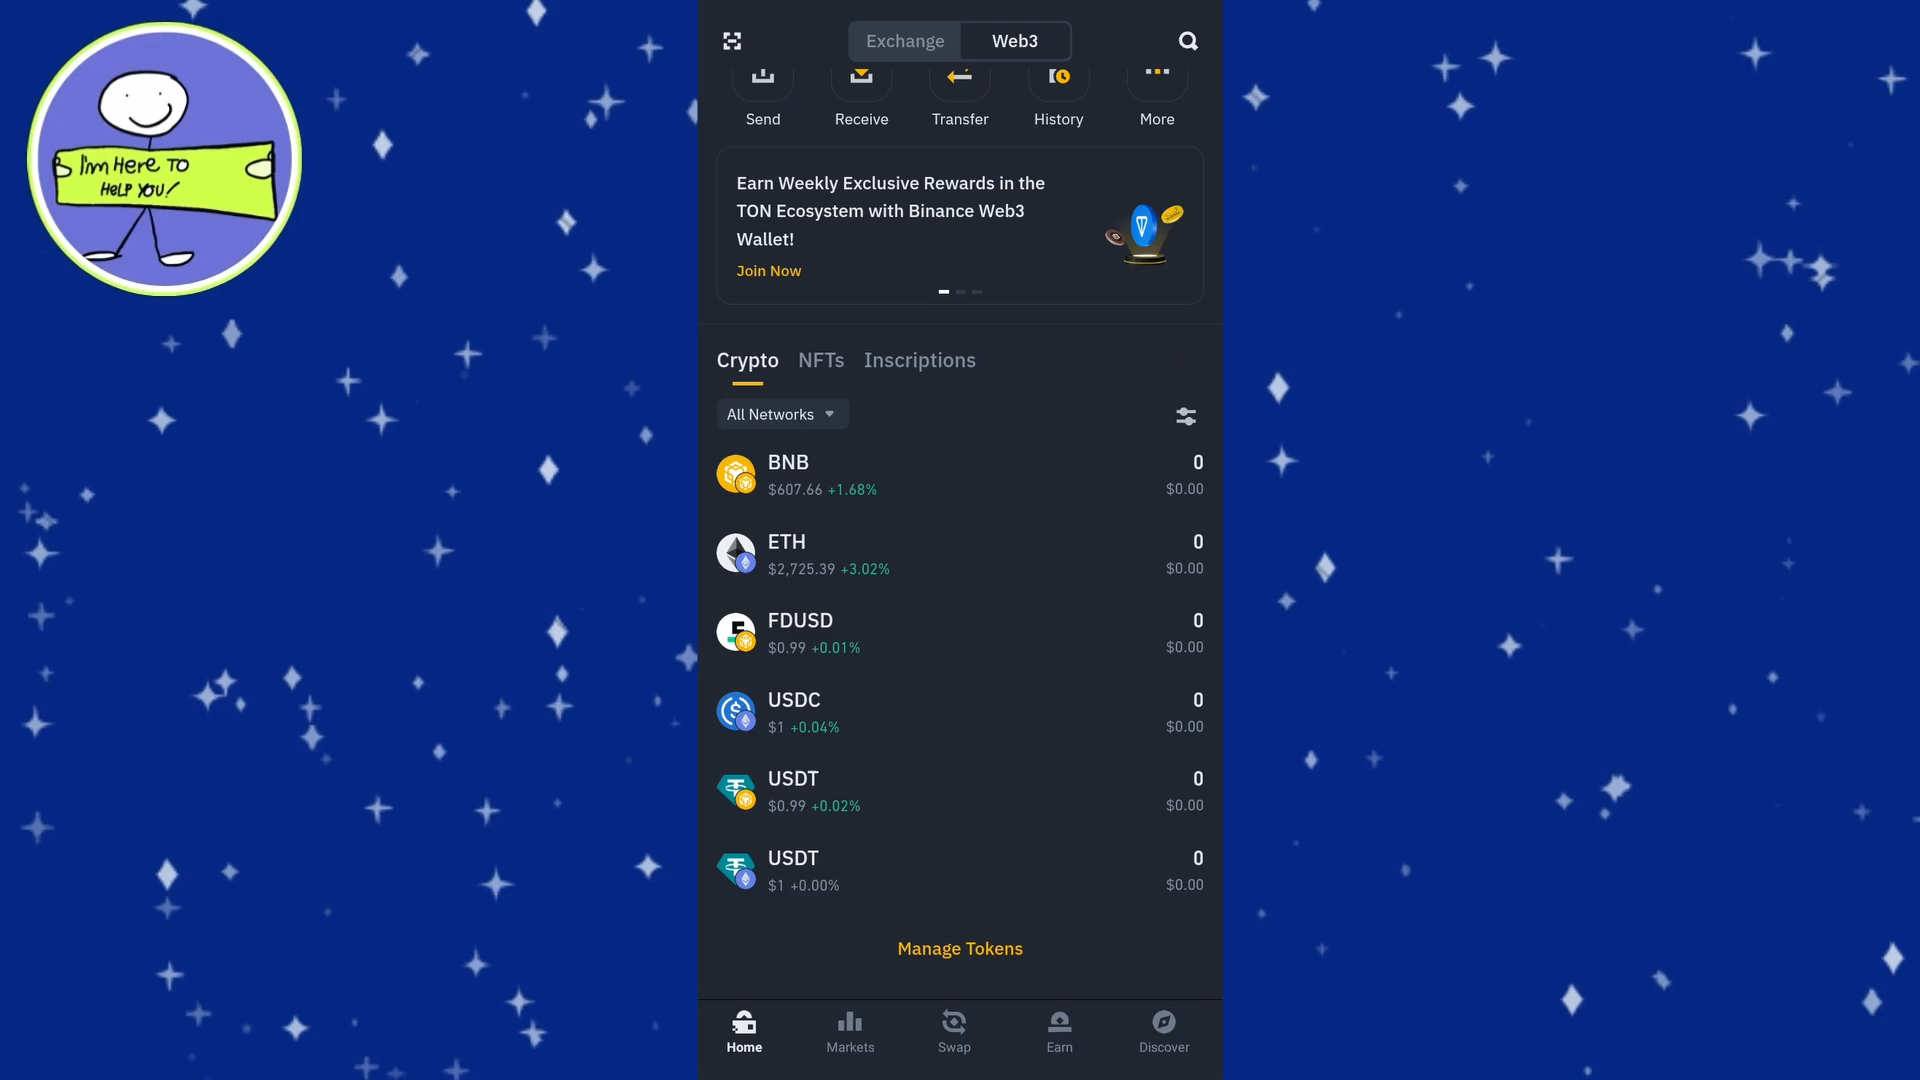 I'm HERE TO
HELP YOU!
Exchange
Web3
Send
Receive
Transfer
History
More
Earn Weekly Exclusive Rewards in the
TON Ecosystem with Binance Web3
Wallet!
Join Now
Crypto
NFTs
Inscriptions
All Networks
BNB
0
$607.66 +1.68%
$0.00
ETH
0
$2,725.39 +3.02%
$0.00
FDUSD
0
$0.99 +0.01%
$0.00
USDC
0
$1 +0.04%
$0.00
USDT
0
$0.99 +0.02%
$0.00
USDT
0
$1 +0.00%
$0.00
Manage Tokens
Home
Markets
Swap
Earn
Discover